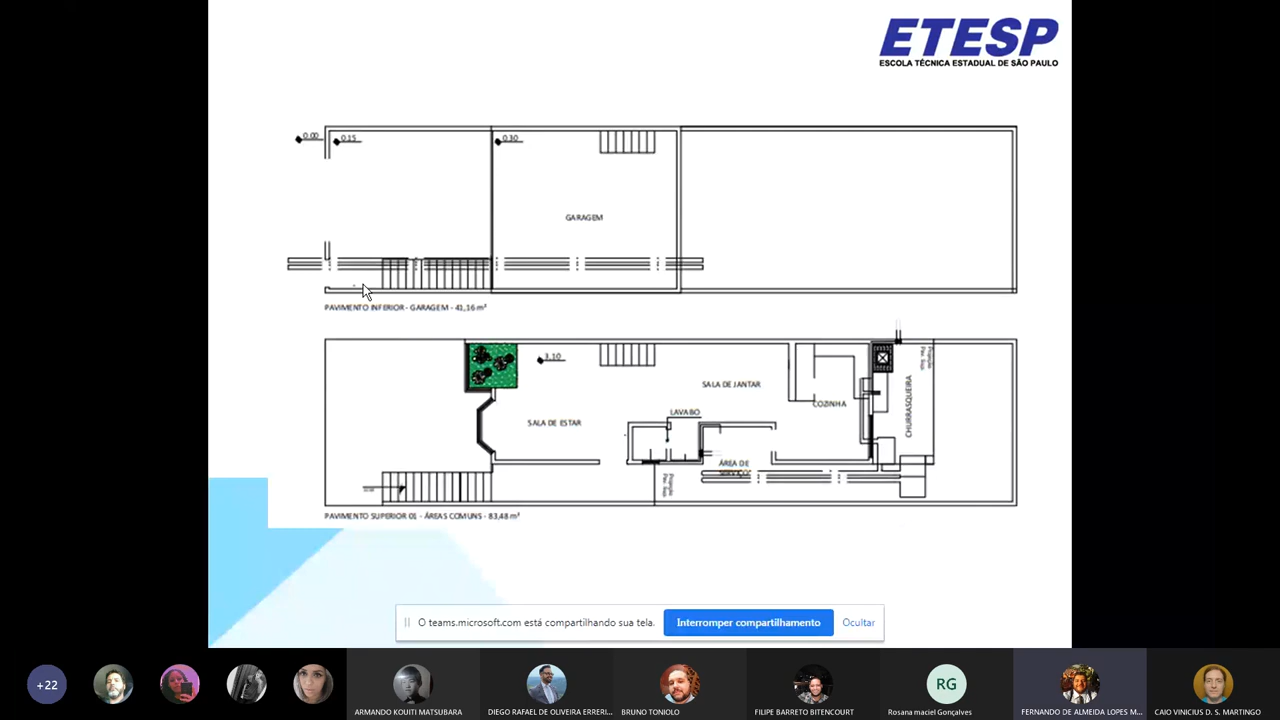 ETESP
ESCOLA TÉCNICA ESTADUAL DE SÃO PAULO
0.00
0.15
0.30
GARAGEM
PAVIMENTO INFERIOR - GARAGEM - 41,16 m²
3,10
SALA DE JANTAR
LAVABO
COZINHA
CHURRASQUEIRA
SALA DE ESTAR
ÁREA DE
SERVIÇO
PAVIMENTO SUPERIOR 01 - ÁREAS COMUNS - 83,48 m²
O teams.microsoft.com está compartilhando sua tela.
Interromper compartilhamento
Ocultar
+22
ARMANDO KOUITI MATSUBARA
DIEGO RAFAEL DE OLIVEIRA ERRERI...
BRUNO TONIOLO
FILIPE BARRETO BITENCOURT
RG
Rosana maciel Gonçalves
FERNANDO DE ALMEIDA LOPES M...
CAIO VINICIUS D. S. MARTINGO